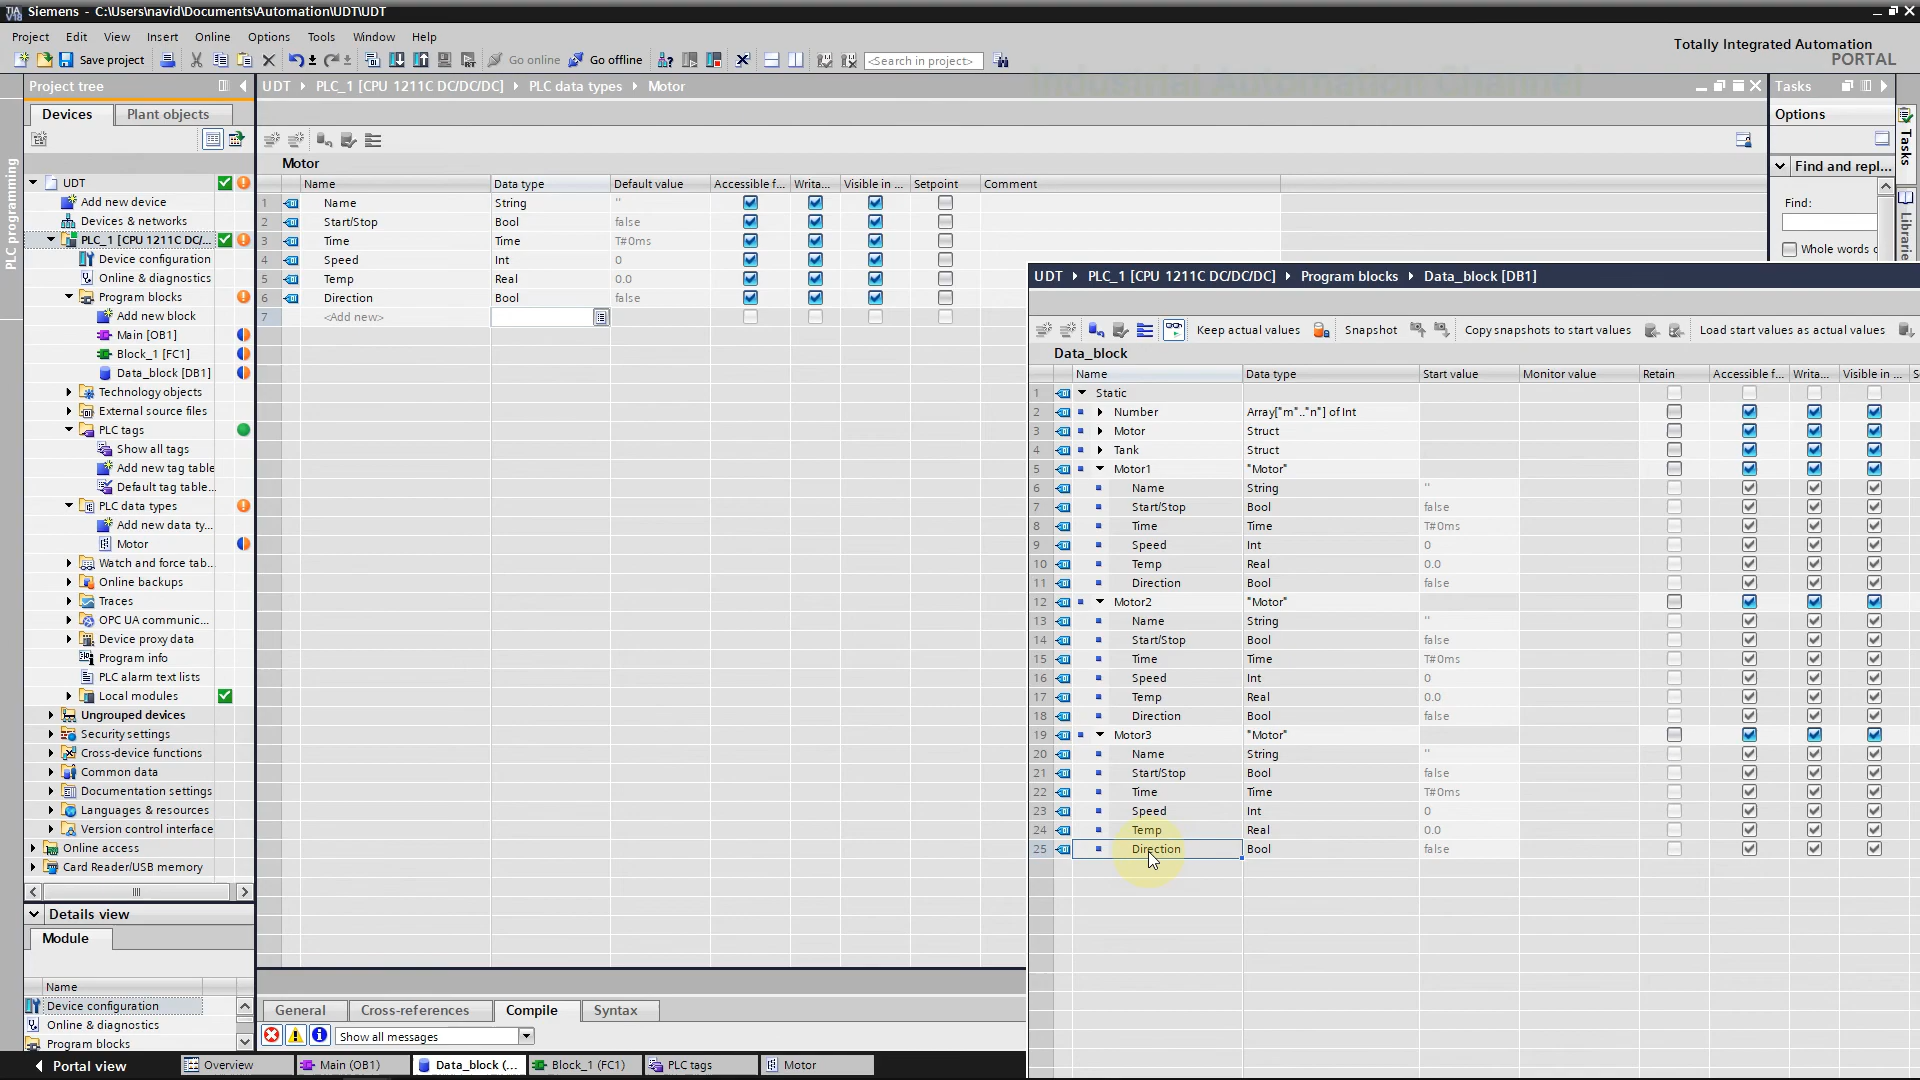 Siemens - C:\Users\navid\Documents\Automation\UDT\UDT
Project Edit View Insert Online Options Tools Window Help
Totally Integrated Automation
PORTAL
Save project
Go online
Go offline
<Search in project>
Industrial Automation Channel
Project tree
UDT PLC_1 [CPU 1211C DC/DC/DC] PLC data types Motor
Tasks
Devices
Plant objects
Options
PLC programming
Tasks
Librarie
Motor
Find and repl...
Name Data type Default value Accessible f... Writa... Visible in ... Setpoint Comment
1 Name String ''
2 Start/Stop Bool false
3 Time Time T#0ms
4 Speed Int 0
5 Temp Real 0.0
6 Direction Bool false
7 <Add new>
Find:
Whole words c
UDT
Add new device
Devices & networks
PLC_1 [CPU 1211C DC/...
Device configuration
Online & diagnostics
Program blocks
Add new block
Main [OB1]
Block_1 [FC1]
Data_block [DB1]
Technology objects
External source files
PLC tags
Show all tags
Add new tag table
Default tag table...
PLC data types
Add new data ty...
Motor
Watch and force tab...
Online backups
Traces
OPC UA communic...
Device proxy data
Program info
PLC alarm text lists
Local modules
Ungrouped devices
Security settings
Cross-device functions
Common data
Documentation settings
Languages & resources
Version control interface
Online access
Card Reader/USB memory
Details view
Module
Name
Device configuration
Online & diagnostics
Program blocks
UDT PLC_1 [CPU 1211C DC/DC/DC] Program blocks Data_block [DB1]
Keep actual values Snapshot Copy snapshots to start values Load start values as actual values
Data_block
Name Data type Start value Monitor value Retain Accessible f... Writa... Visible in ... S
1 Static
2 Number Array["m".."n"] of Int
3 Motor Struct
4 Tank Struct
5 Motor1 "Motor"
6 Name String ''
7 Start/Stop Bool false
8 Time Time T#0ms
9 Speed Int 0
10 Temp Real 0.0
11 Direction Bool false
12 Motor2 "Motor"
13 Name String ''
14 Start/Stop Bool false
15 Time Time T#0ms
16 Speed Int 0
17 Temp Real 0.0
18 Direction Bool false
19 Motor3 "Motor"
20 Name String ''
21 Start/Stop Bool false
22 Time Time T#0ms
23 Speed Int 0
24 Temp Real 0.0
25 Direction Bool false
General Cross-references Compile Syntax
Show all messages
Portal view
Overview Main (OB1) Data_block (... Block_1 (FC1) PLC tags Motor